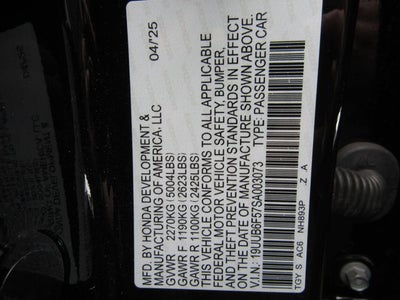 MFD. BY HONDA DEVELOPMENT &
MANUFACTURING OF AMERICA, LLC
04/25
GVWR 2270KG (5004LBS)
GAWR F 1190KG (2623LBS)
GAWR R 1100KG (2425LBS)
THIS VEHICLE CONFORMS TO ALL APPLICABLE
FEDERAL MOTOR VEHICLE SAFETY, BUMPER,
AND THEFT PREVENTION STANDARDS IN EFFECT
ON THE DATE OF MANUFACTURE SHOWN ABOVE.
V.I.N.: 19UUB6F57SA003073 TYPE: PASSENGER CAR
TGY S AC6 NH893P Z A